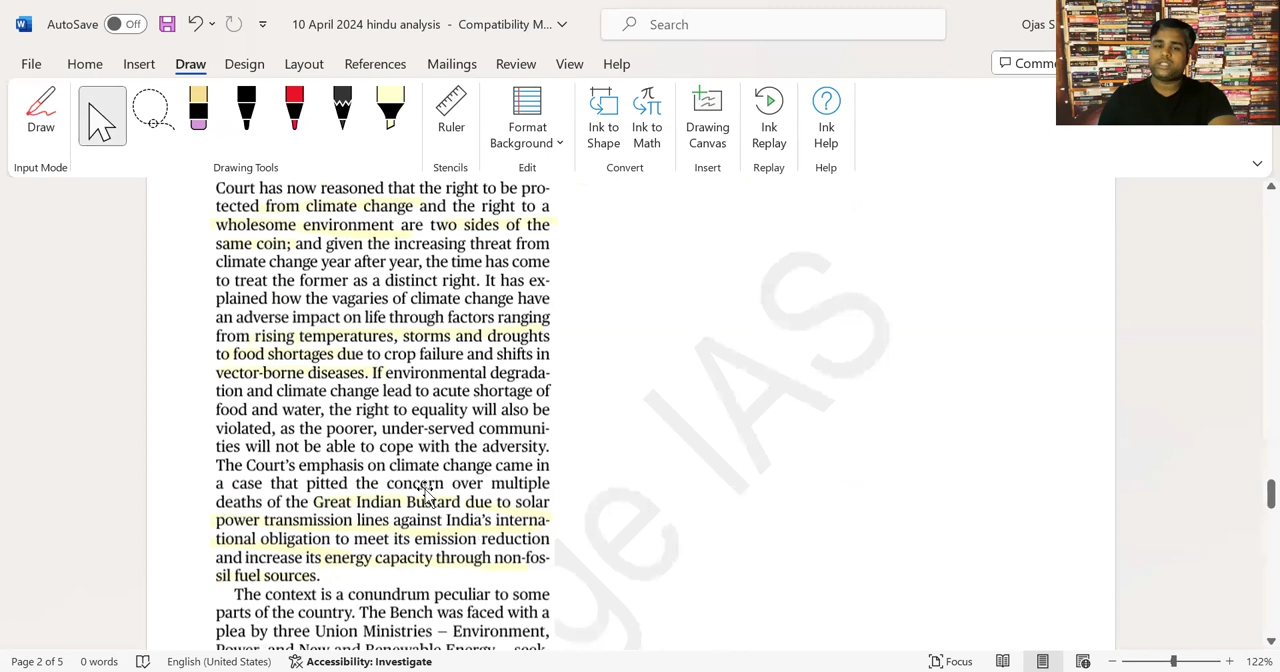 AutoSave
Off
10 April 2024 hindu analysis - Compatibility M...
Search
Ojas S
File
Home
Insert
Draw
Design
Layout
References
Mailings
Review
View
Help
Draw
Ruler
Format
Background
Ink to
Shape
Ink to
Math
Drawing
Canvas
Ink
Replay
Ink
Help
Input Mode
Drawing Tools
Stencils
Edit
Convert
Insert
Replay
Help
Court has now reasoned that the right to be pro-
tected from climate change and the right to a
wholesome environment are two sides of the
same coin; and given the increasing threat from
climate change year after year, the time has come
to treat the former as a distinct right. It has ex-
plained how the vagaries of climate change have
an adverse impact on life through factors ranging
from rising temperatures, storms and droughts
to food shortages due to crop failure and shifts in
vector-borne diseases. If environmental degrada-
tion and climate change lead to acute shortage of
food and water, the right to equality will also be
violated, as the poorer, under-served communi-
ties will not be able to cope with the adversity.
The Court's emphasis on climate change came in
a case that pitted the concern over multiple
deaths of the Great Indian Bustard due to solar
power transmission lines against India's interna-
tional obligation to meet its emission reduction
and increase its energy capacity through non-fos-
sil fuel sources.
The context is a conundrum peculiar to some
parts of the country. The Bench was faced with a
plea by three Union Ministries – Environment,
Power, and New and Renewable Energy – seek-
ge IAS
Page 2 of 5
0 words
English (United States)
Accessibility: Investigate
Focus
122%